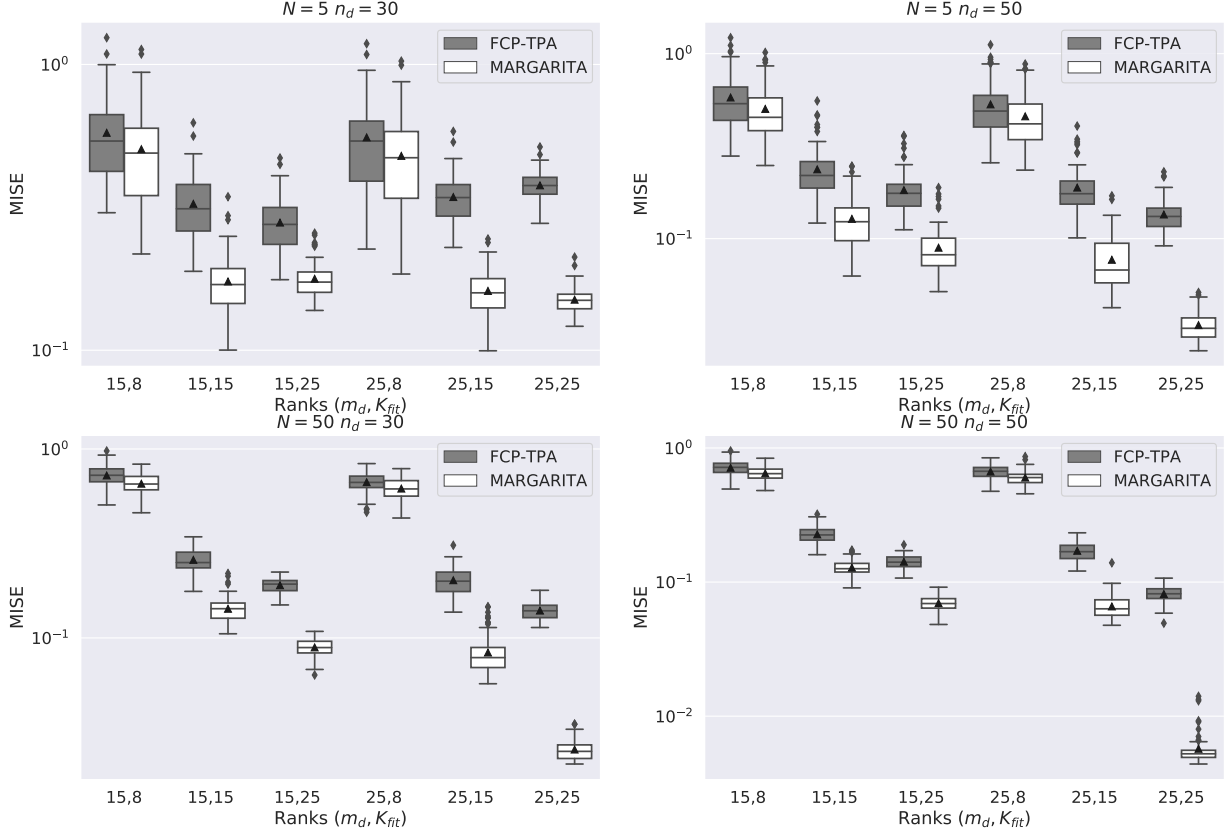 N = 5 n_d = 30
10^0
10^−1
MISE
FCP-TPA
MARGARITA
15,8 15,15 15,25 25,8 25,15 25,25
Ranks (m_d, K_fit)
N = 5 n_d = 50
10^0
10^−1
MISE
FCP-TPA
MARGARITA
15,8 15,15 15,25 25,8 25,15 25,25
Ranks (m_d, K_fit)
N = 50 n_d = 30
10^0
10^−1
MISE
FCP-TPA
MARGARITA
15,8 15,15 15,25 25,8 25,15 25,25
Ranks (m_d, K_fit)
N = 50 n_d = 50
10^0
10^−1
10^−2
MISE
FCP-TPA
MARGARITA
15,8 15,15 15,25 25,8 25,15 25,25
Ranks (m_d, K_fit)